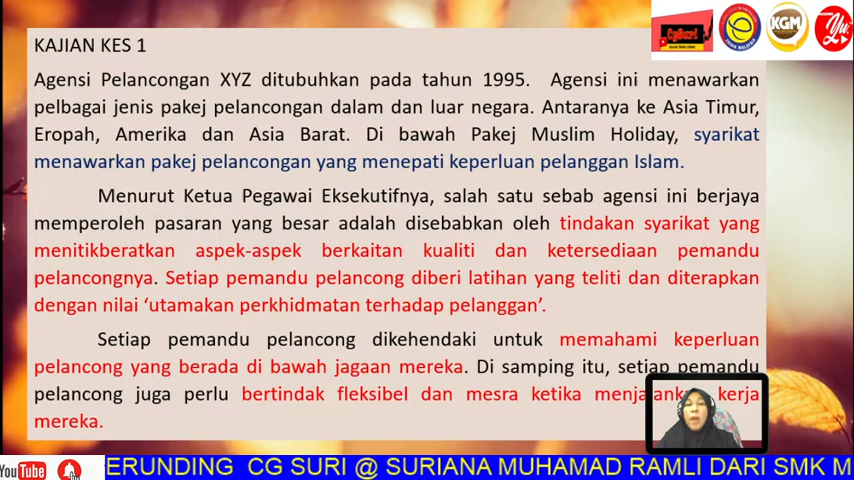 KAJIAN KES 1
Agensi Pelancongan XYZ ditubuhkan pada tahun 1995. Agensi ini menawarkan
pelbagai jenis pakej pelancongan dalam dan luar negara. Antaranya ke Asia Timur,
Eropah, Amerika dan Asia Barat. Di bawah Pakej Muslim Holiday, syarikat
menawarkan pakej pelancongan yang menepati keperluan pelanggan Islam.
Menurut Ketua Pegawai Eksekutifnya, salah satu sebab agensi ini berjaya
memperoleh pasaran yang besar adalah disebabkan oleh tindakan syarikat yang
menitikberatkan aspek-aspek berkaitan kualiti dan ketersediaan pemandu
pelancongnya. Setiap pemandu pelancong diberi latihan yang teliti dan diterapkan
dengan nilai ‘utamakan perkhidmatan terhadap pelanggan’.
Setiap pemandu pelancong dikehendaki untuk memahami keperluan
pelancong yang berada di bawah jagaan mereka. Di samping itu, setiap pemandu
pelancong juga perlu bertindak fleksibel dan mesra ketika kerja
mereka.
CgSuri
KGM
Yu
YouTube
ERUNDING CG SURI @ SURIANA MUHAMAD RAMLI DARI SMK M